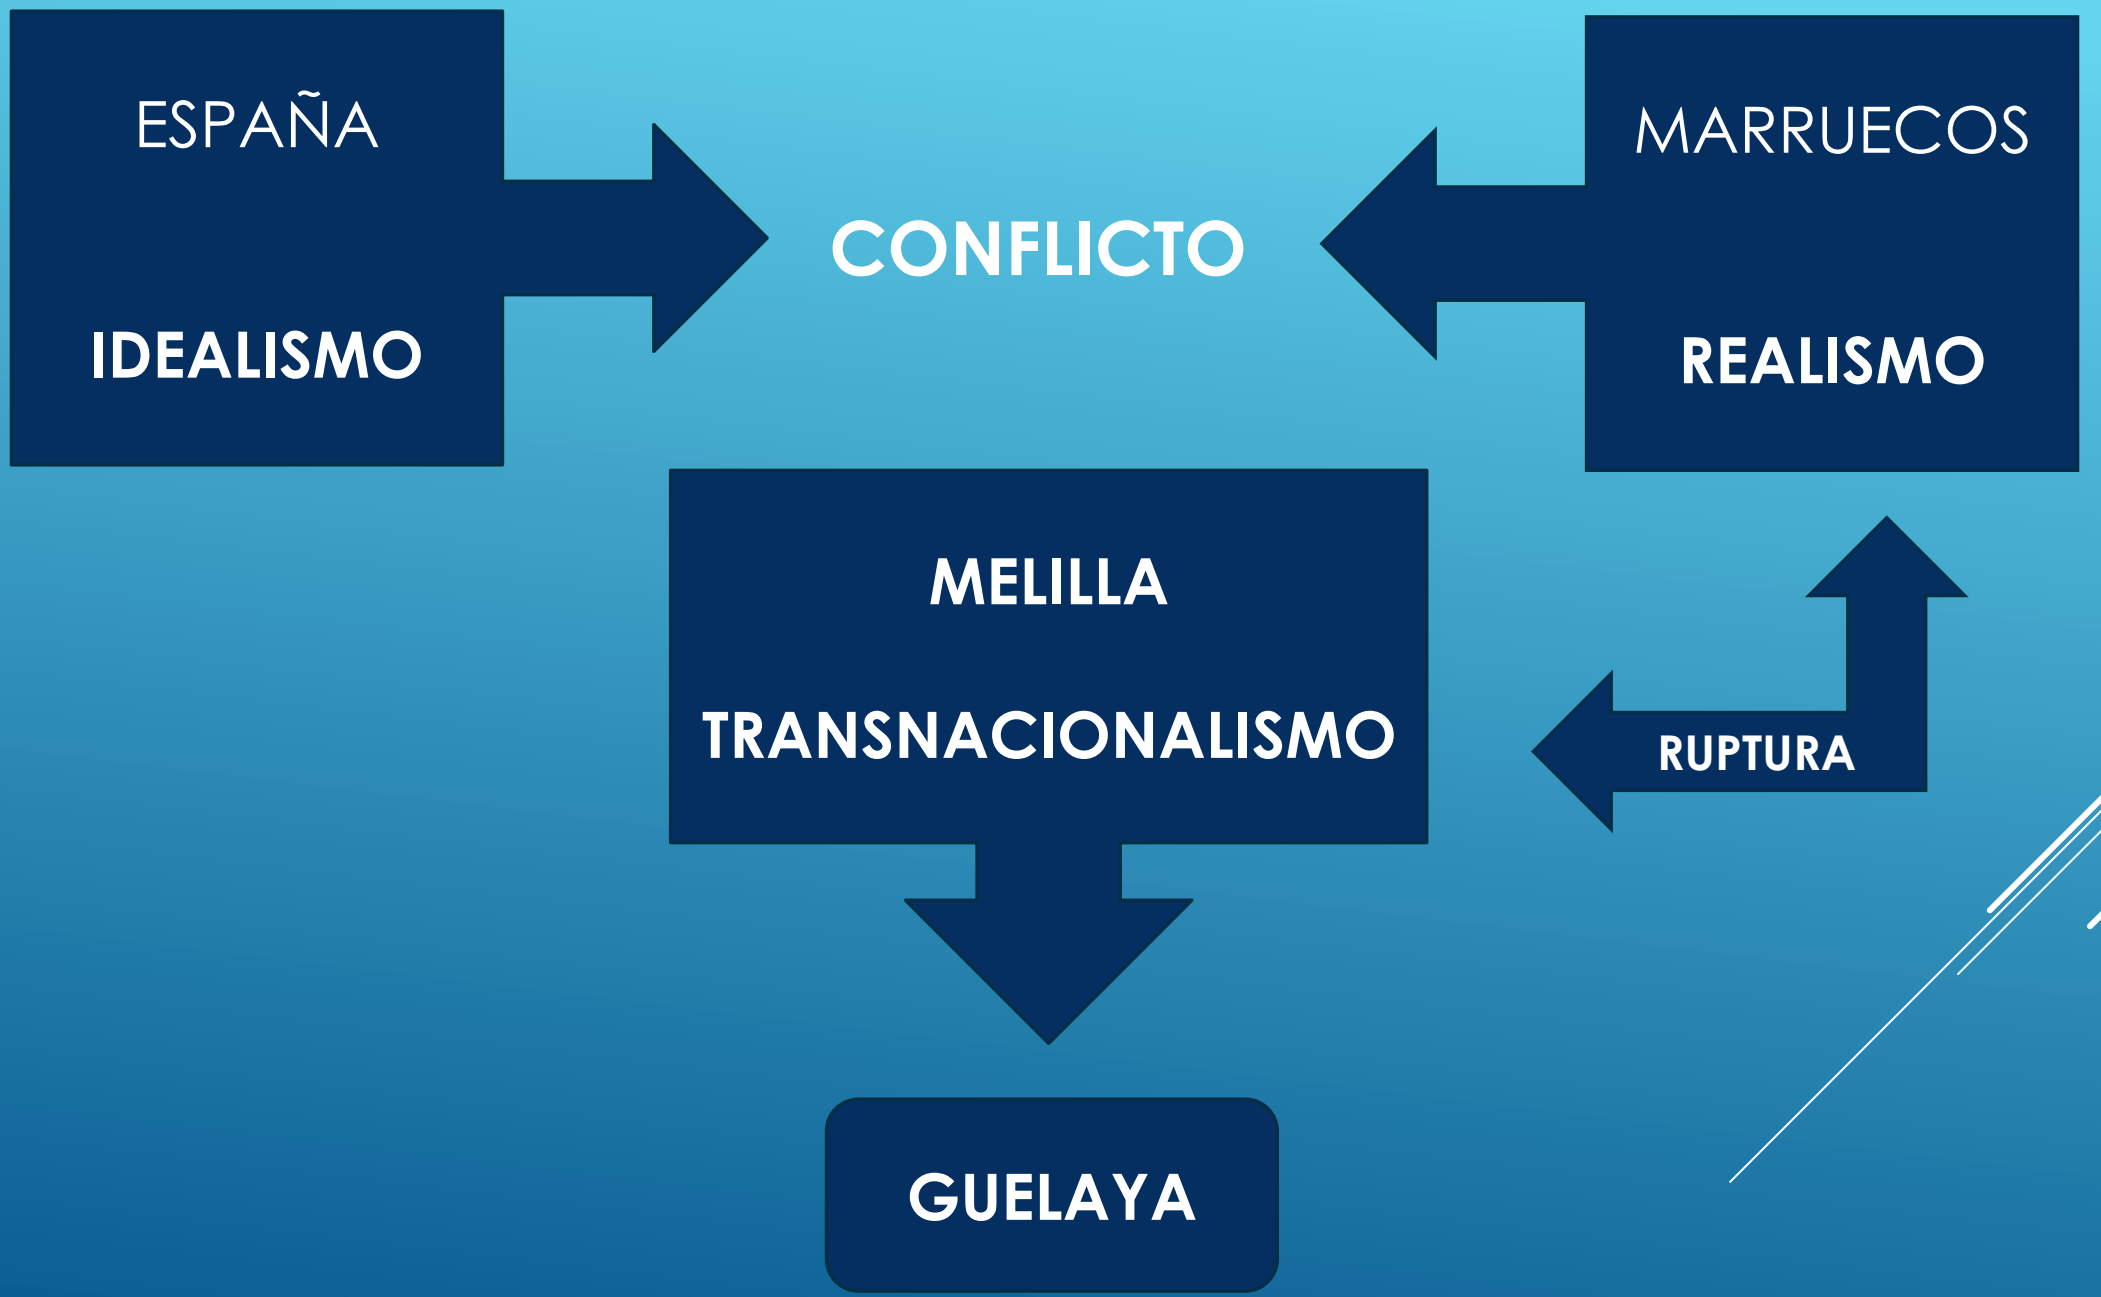 ESPAÑA
IDEALISMO
CONFLICTO
MARRUECOS
REALISMO
MELILLA
TRANSNACIONALISMO
RUPTURA
GUELAYA